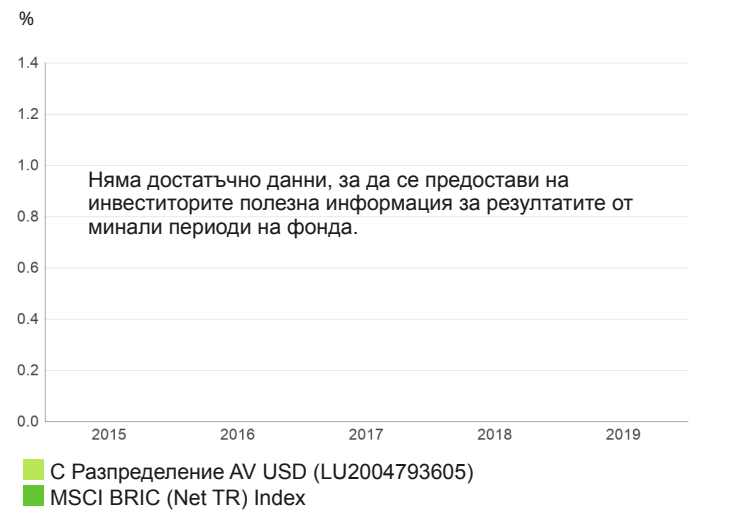 %
1.4
1.2
1.0
Няма достатъчно данни, за да се предостави на
инвеститорите полезна информация за резултатите от
минали периоди на фонда.
0.8
0.6
0.4
0.2
0.0
2015 2016 2017 2018 2019
C Разпределение AV USD (LU2004793605)
MSCI BRIC (Net TR) Index